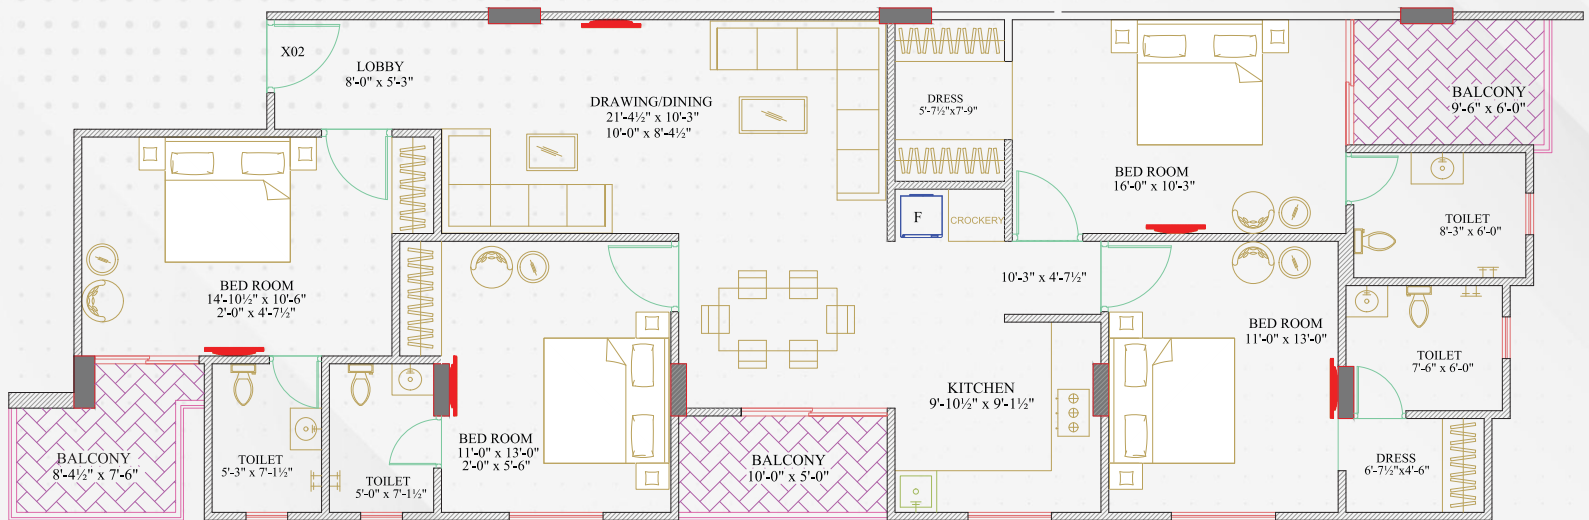 X02
LOBBY
8'-0" x 5'-3"
DRAWING/DINING
21'-4½" x 10'-3"
10'-0" x 8'-4½"
DRESS
5'-7½"x7'-9"
BED ROOM
16'-0" x 10'-3"
BALCONY
9'-6" x 6'-0"
TOILET
8'-3" x 6'-0"
F
CROCKERY
BED ROOM
14'-10½" x 10'-6"
2'-0" x 4'-7½"
10'-3" x 4'-7½"
BED ROOM
11'-0" x 13'-0"
TOILET
7'-6" x 6'-0"
KITCHEN
9'-10½" x 9'-1½"
BALCONY
8'-4½" x 7'-6"
TOILET
5'-3" x 7'-1½"
TOILET
5'-0" x 7'-1½"
BED ROOM
11'-0" x 13'-0"
2'-0" x 5'-6"
BALCONY
10'-0" x 5'-0"
DRESS
6'-7½"x4'-6"